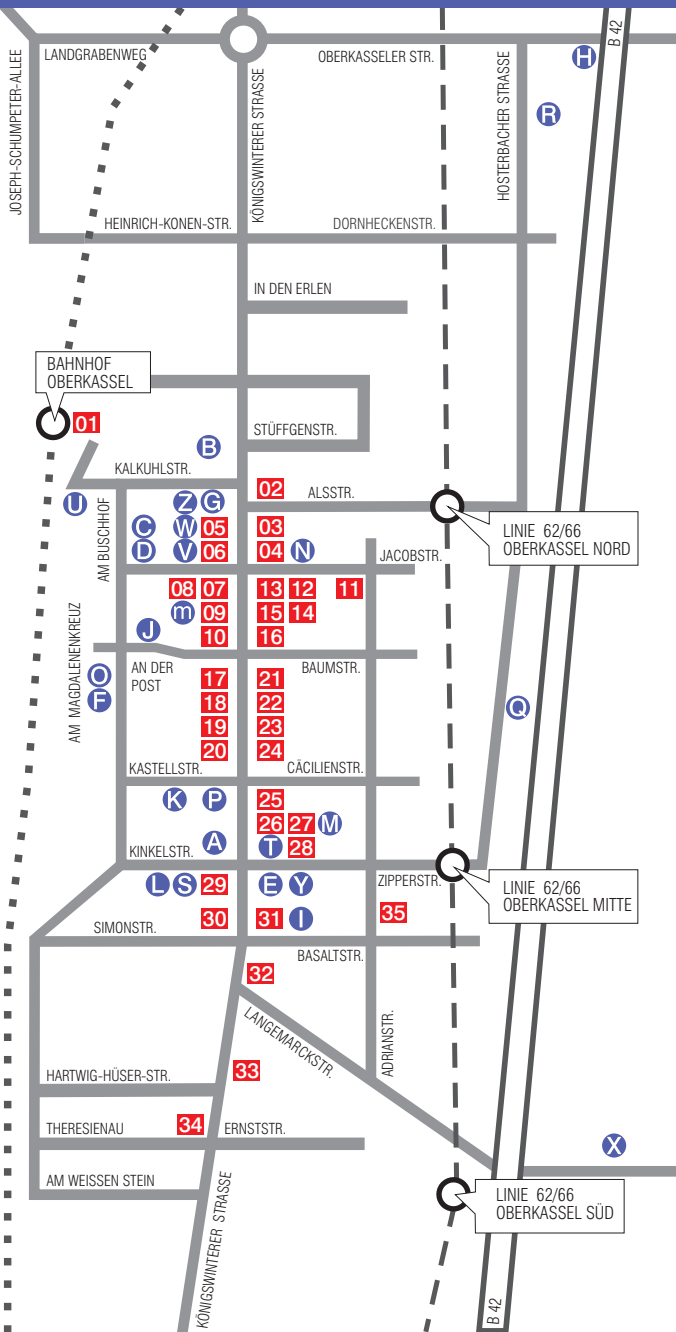 B 42
H
LANDGRABENWEG
OBERKASSELER STR.
JOSEPH-SCHUMPETER-ALLEE
KÖNIGSWINTERER STRASSE
HOSTERBACHER STRASSE
R
HEINRICH-KONEN-STR.
DORNHECKENSTR.
IN DEN ERLEN
BAHNHOF
OBERKASSEL
01
STÜFFGENSTR.
B
KALKUHLSTR.
U
Z G
02
ALSSTR.
AM BUSCHHOF
C W 05
03
LINIE 62/66
OBERKASSEL NORD
D V 06
04 N
JACOBSTR.
08 07
13 12 11
m 09
15 14
J
10
16
AM MAGDALENENKREUZ
AN DER
POST
BAUMSTR.
O
F
17
21
18
22
Q
19
23
20
24
KASTELLSTR.
CÄCILIENSTR.
K P
25
26 27 M
A
T 28
KINKELSTR.
ZIPPERSTR.
LINIE 62/66
OBERKASSEL MITTE
L S 29
E Y
30
31 I
35
SIMONSTR.
BASALTSTR.
32
LANGEMARCKSTR.
ADRIANSTR.
HARTWIG-HÜSER-STR.
33
THERESIENAU
34
ERNSTSTR.
X
AM WEISSEN STEIN
KÖNIGSWINTERER STRASSE
LINIE 62/66
OBERKASSEL SÜD
B 42